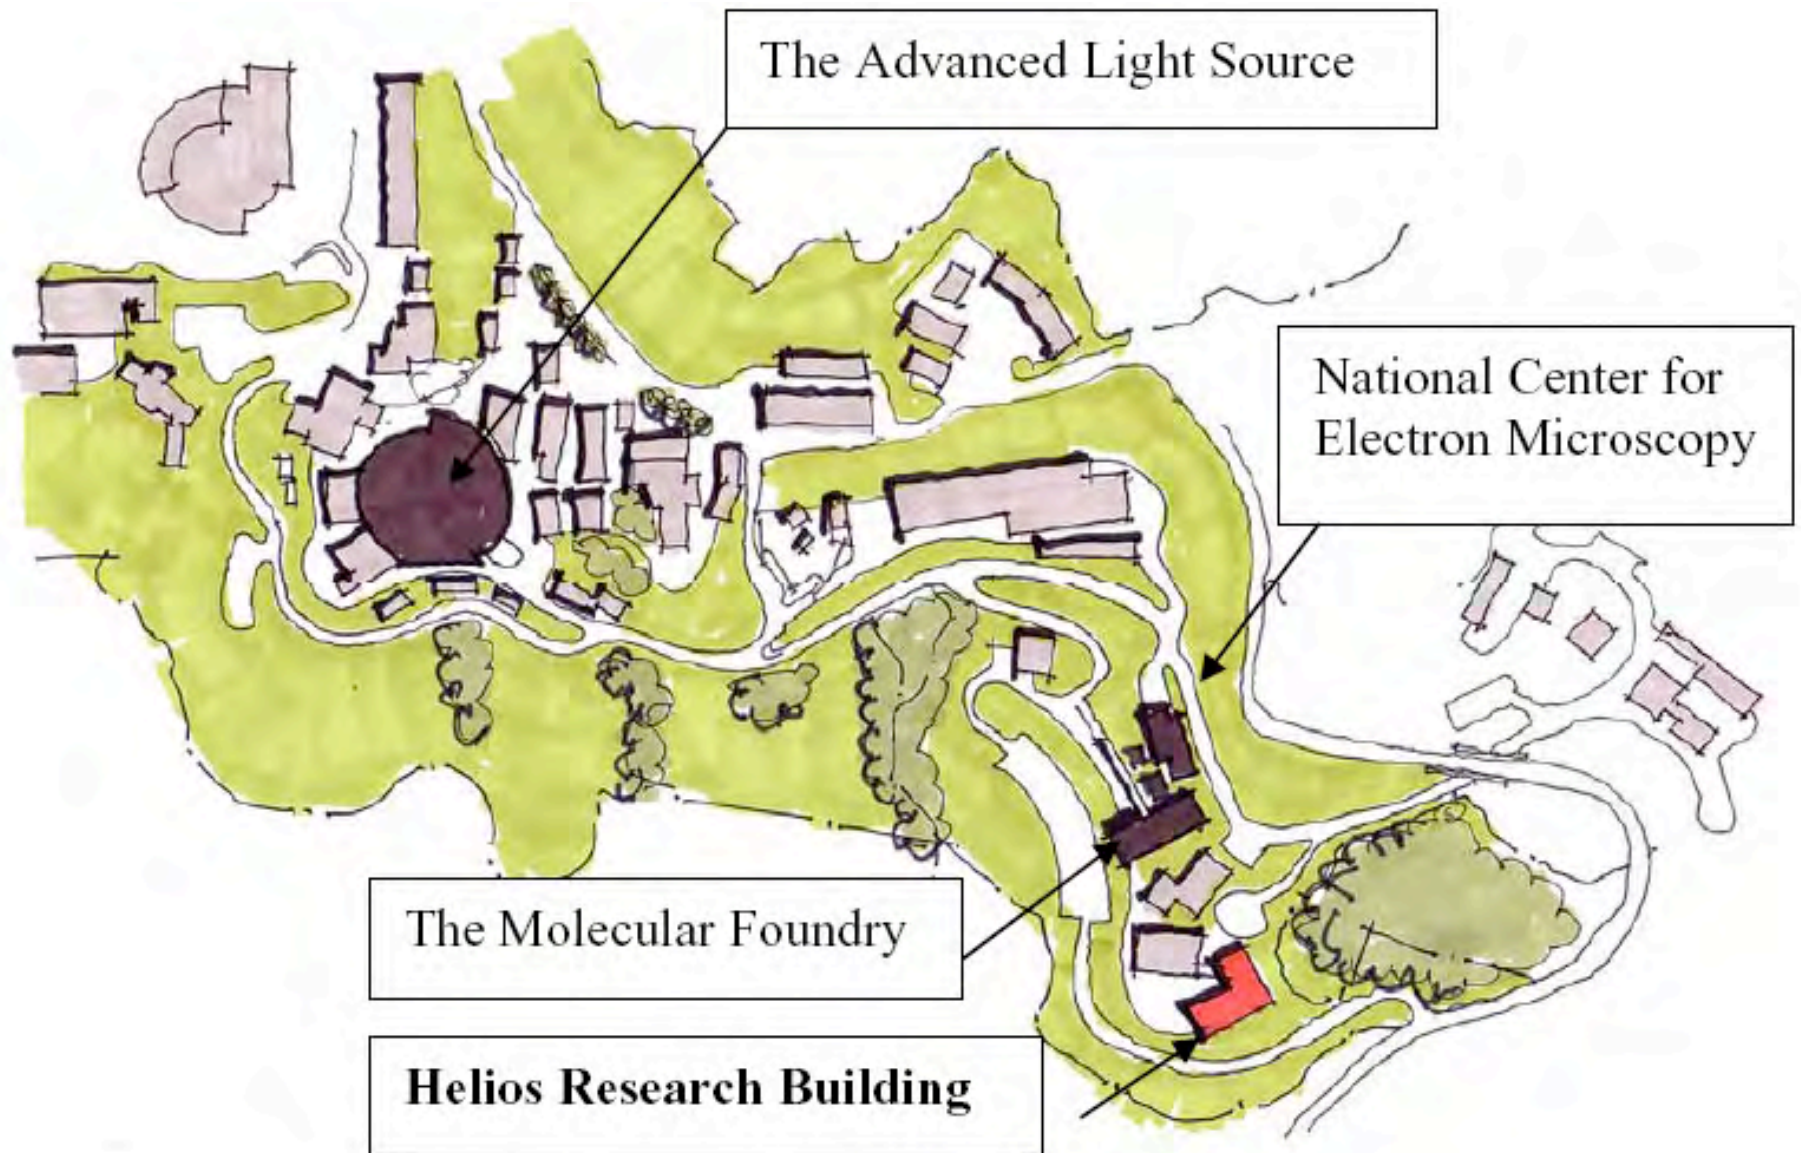 The Advanced Light Source
National Center for
Electron Microscopy
The Molecular Foundry
Helios Research Building